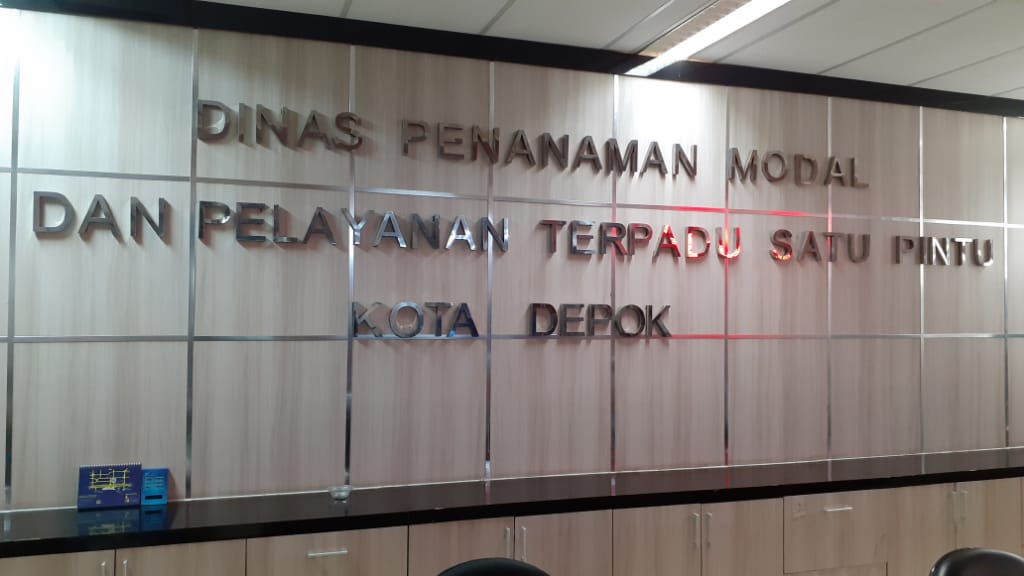 DINAS PENANAMAN MODAL
DAN PELAYANAN TERPADU SATU PINTU
KOTA DEPOK